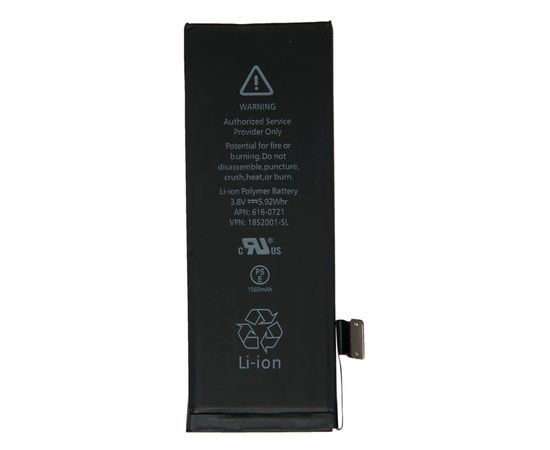 WARNING
Authorized Service
Provider Only
Potential for fire or
burning.Do not
disassemble,puncture,
crush,heat,or burn.
Li-ion Polymer Battery
3.8V⎓5.92Whr
APN: 616-0721
VPN: 1852001-SL
c RU US
PS
E
1560mAh
Li-ion